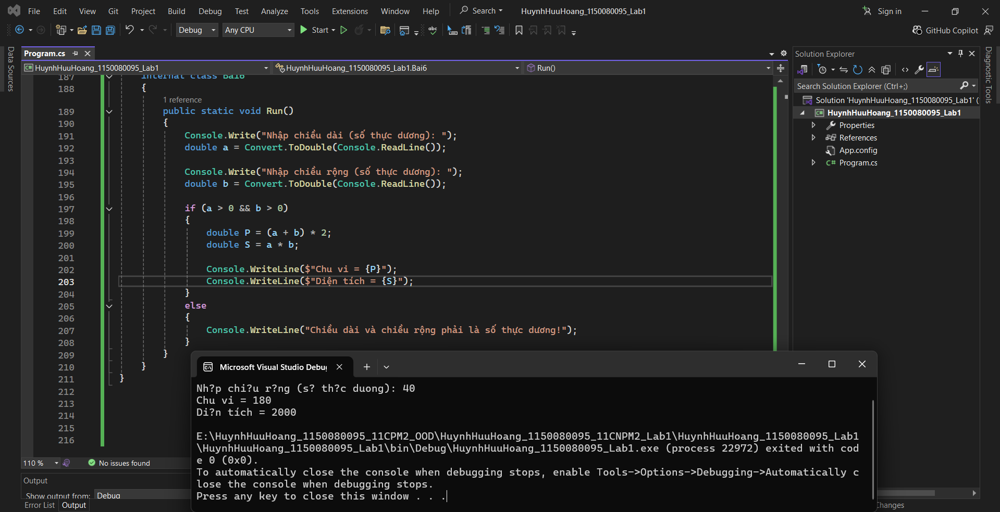 File Edit View Git Project Build Debug Test Analyze Tools Extensions Window Help Search HuynhHuuHoang_1150080095_Lab1 Sign in
Debug Any CPU Start abc GitHub Copilot
Data Sources
Program.cs
HuynhHuuHoang_1150080095_Lab1 HuynhHuuHoang_1150080095_Lab1.Bai6 Run()
187 internal class Bai6
188 {
1 reference
189 public static void Run()
190 {
191 Console.Write("Nhập chiều dài (số thực dương): ");
192 double a = Convert.ToDouble(Console.ReadLine());
193
194 Console.Write("Nhập chiều rộng (số thực dương): ");
195 double b = Convert.ToDouble(Console.ReadLine());
196
197 if (a > 0 && b > 0)
198 {
199 double P = (a + b) * 2;
200 double S = a * b;
201
202 Console.WriteLine($"Chu vi = {P}");
203 Console.WriteLine($"Diện tích = {S}");
204 }
205 else
206 {
207 Console.WriteLine("Chiều dài và chiều rộng phải là số thực dương!");
208 }
209 }
210 }
211 }
212
213
214
215
216
110 % No issues found
Output
Show output from: Debug
Error List Output
Solution Explorer
Search Solution Explorer (Ctrl+;)
Solution 'HuynhHuuHoang_1150080095_Lab1' (
C# HuynhHuuHoang_1150080095_Lab1
Properties
References
App.config
C# Program.cs
Diagnostic Tools
Changes
Microsoft Visual Studio Debug
Nh?p chi?u r?ng (s? th?c duong): 40
Chu vi = 180
Di?n tích = 2000
E:\HuynhHuuHoang_1150080095_11CPM2_OOD\HuynhHuuHoang_1150080095_11CNPM2_Lab1\HuynhHuuHoang_1150080095_Lab1
\HuynhHuuHoang_1150080095_Lab1\bin\Debug\HuynhHuuHoang_1150080095_Lab1.exe (process 22972) exited with cod
e 0 (0x0).
To automatically close the console when debugging stops, enable Tools->Options->Debugging->Automatically c
lose the console when debugging stops.
Press any key to close this window . . .